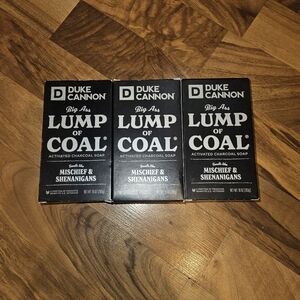 D DUKE
CANNON
Big Ass
LUMP
OF
COAL®
ACTIVATED CHARCOAL SOAP
Smells Like
MISCHIEF &
SHENANIGANS
D DUKE
CANNON
Big Ass
LUMP
OF
COAL®
ACTIVATED CHARCOAL SOAP
Smells Like
MISCHIEF &
SHENANIGANS
D DUKE
CANNON
Big Ass
LUMP
OF
COAL®
ACTIVATED CHARCOAL SOAP
Smells Like
MISCHIEF &
SHENANIGANS